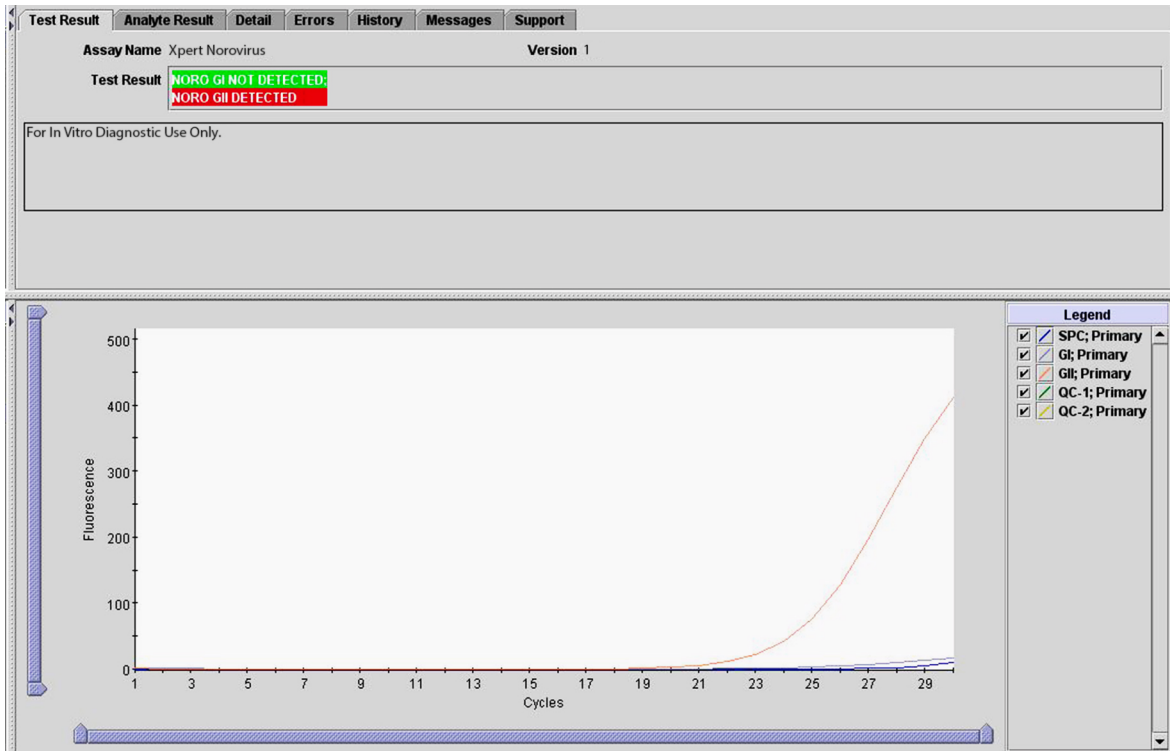 Test Result Analyte Result Detail Errors History Messages Support
Assay Name Xpert Norovirus Version 1
Test Result NORO GI NOT DETECTED;
NORO GII DETECTED
For In Vitro Diagnostic Use Only.
Legend
SPC; Primary
GI; Primary
GII; Primary
QC-1; Primary
QC-2; Primary
Fluorescence
500
400
300
200
100
0
1 3 5 7 9 11 13 15 17 19 21 23 25 27 29
Cycles